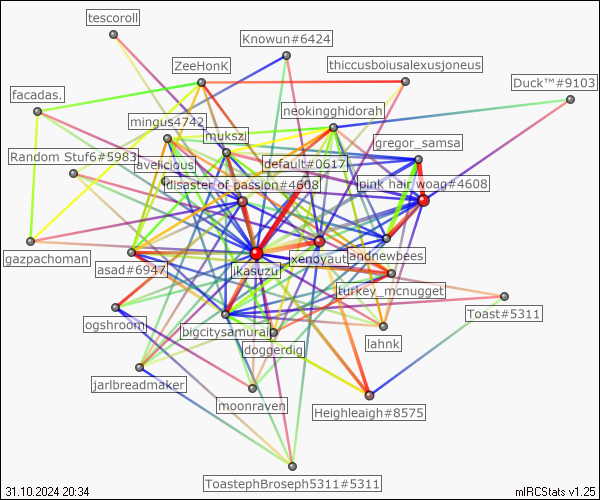 tescoroll
Knowun#6424
ZeeHonK
thiccusboiusalexusjoneus
Duck™#9103
facadas.
neokingghidorah
mingus4742
mukszi
gregor_samsa
Random Stuf6#5983
avelicious
default#0617
disaster of passion#4608
pink hair woag#4608
gazpachoman
asad#6947
ikasuzu
xenoyaut
andnewbees
turkey_mcnugget
Toast#5311
ogshroom
bigcitysamurai
doggerdig
lahnk
jarlbreadmaker
moonraven
Heighleaigh#8575
ToastephBroseph5311#5311
31.10.2024 20:34
mIRCStats v1.25